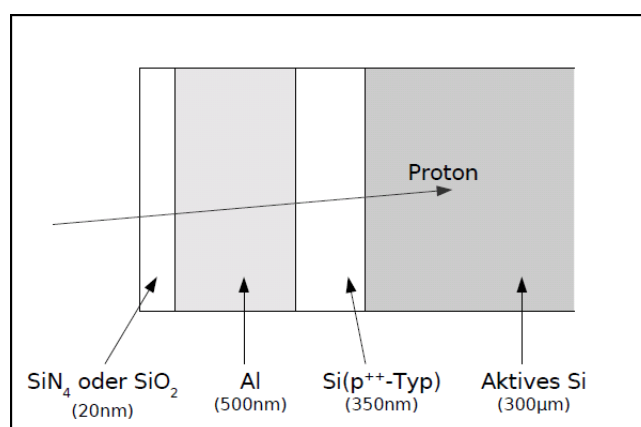 Proton
SiN₄ oder SiO₂ Al Si(p⁺⁺-Typ) Aktives Si
(20nm) (500nm) (350nm) (300μm)